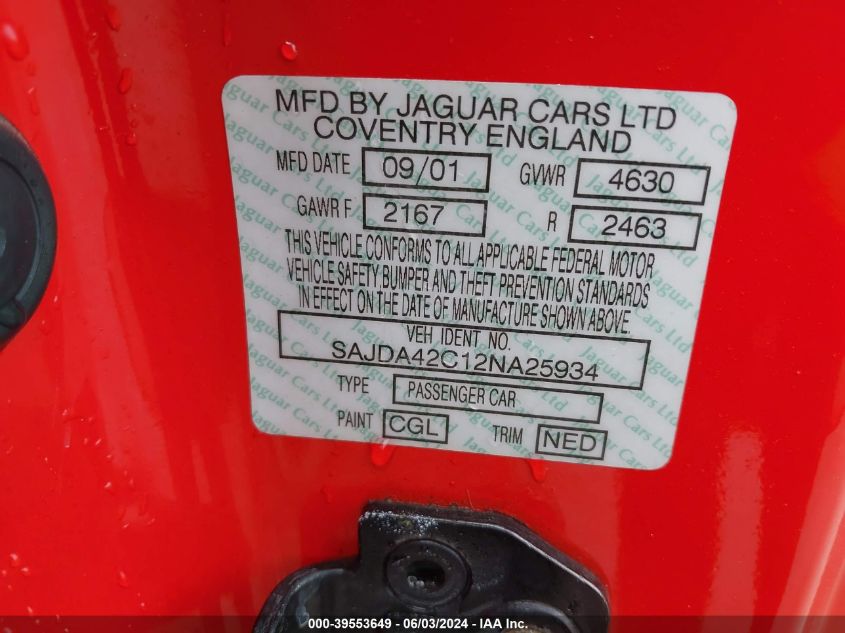 MFD BY JAGUAR CARS LTD
COVENTRY ENGLAND
MFD DATE 09/01 GVWR 4630
GAWR F 2167 R 2463
THIS VEHICLE CONFORMS TO ALL APPLICABLE FEDERAL MOTOR
VEHICLE SAFETY,BUMPER AND THEFT PREVENTION STANDARDS
IN EFFECT ON THE DATE OF MANUFACTURE SHOWN ABOVE.
VEH IDENT. NO.
SAJDA42C12NA25934
TYPE PASSENGER CAR
PAINT CGL TRIM NED
000-39553649 - 06/03/2024 - IAA Inc.